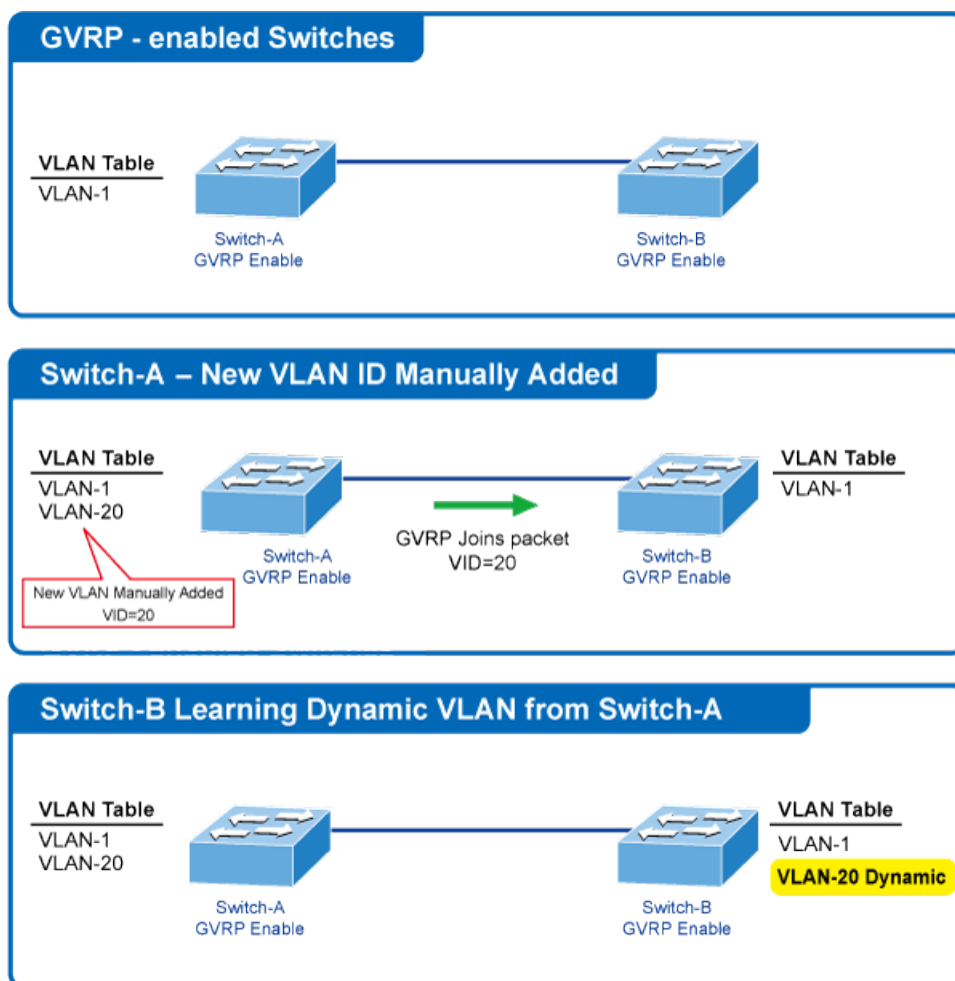 GVRP - enabled Switches
VLAN Table
VLAN-1
Switch-A
GVRP Enable
Switch-B
GVRP Enable
Switch-A – New VLAN ID Manually Added
VLAN Table
VLAN-1
VLAN-20
New VLAN Manually Added
VID=20
Switch-A
GVRP Enable
GVRP Joins packet
VID=20
Switch-B
GVRP Enable
VLAN Table
VLAN-1
Switch-B Learning Dynamic VLAN from Switch-A
VLAN Table
VLAN-1
VLAN-20
Switch-A
GVRP Enable
Switch-B
GVRP Enable
VLAN Table
VLAN-1
VLAN-20 Dynamic